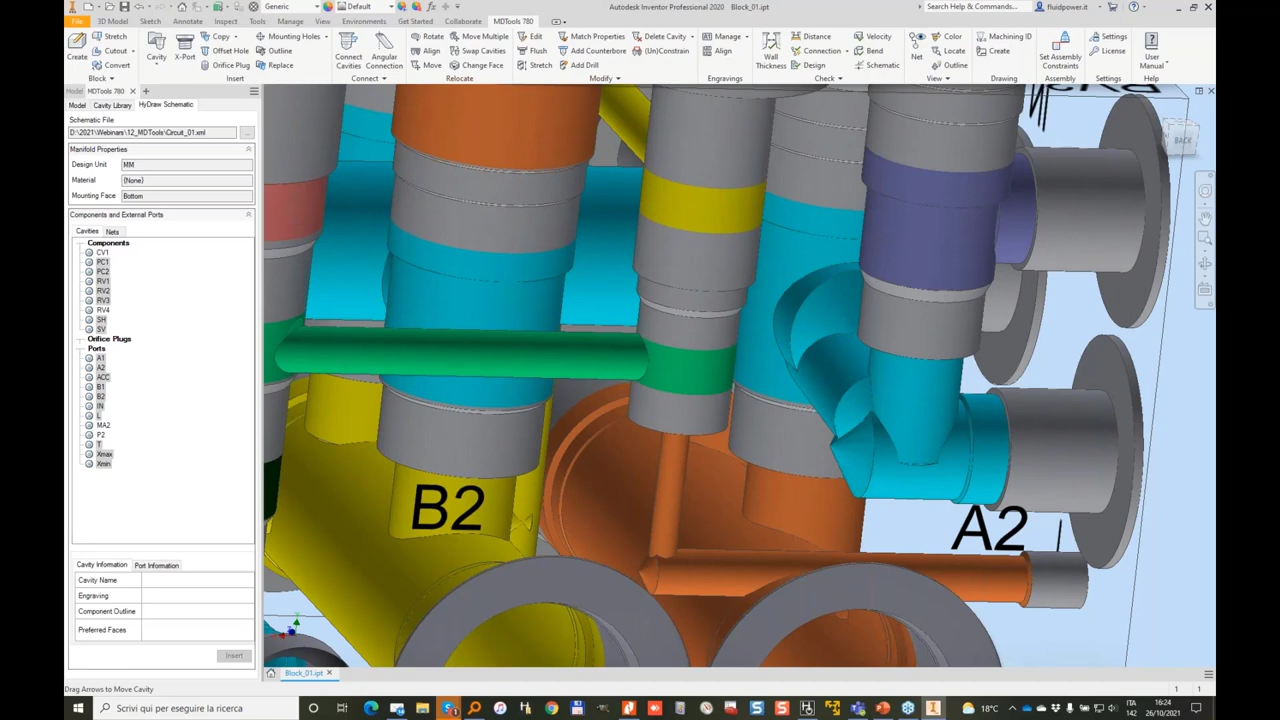 Generic
Default
Autodesk Inventor Professional 2020 Block_01.ipt
Search Help & Commands...
fluidpower.it
File 3D Model Sketch Annotate Inspect Tools Manage View Environments Get Started Collaborate MDTools 780
Create
Stretch
Cutout
Convert
Block
Cavity
X-Port
Copy
Offset Hole
Orifice Plug
Mounting Holes
Outline
Replace
Insert
Connect Cavities
Angular Connection
Connect
Rotate
Align
Move
Move Multiple
Swap Cavities
Change Face
Relocate
Edit
Flush
Stretch
Match Properties
Add Counterbore
Add Drill
Delete Cavity
(Un)Constrain
Modify
Manage
Align
Engravings
Wall Thickness
Distance
Connection
Design
Velocity
Bend
Schematic
Check
Net
Color
Locate
Outline
View
Machining ID
Create
Drawing
Set Assembly Constraints
Assembly
Settings
License
Settings
User Manual
Help
Model MDTools 780
Model Cavity Library HyDraw Schematic
Schematic File
D:\2021\Webinars\12_MDTools\Circuit_01.xml
...
Manifold Properties
Design Unit MM
Material {None}
Mounting Face Bottom
Components and External Ports
Cavities Nets
Components
CV1
PC1
PC2
RV1
RV2
RV3
RV4
SH
SV
Orifice Plugs
Ports
A1
A2
ACC
B1
B2
IN
L
MA2
P2
T
Xmax
Xmin
Cavity Information Port Information
Cavity Name
Engraving
Component Outline
Preferred Faces
Insert
BACK
B2
A2
Block_01.ipt
Drag Arrows to Move Cavity
1 1
Scrivi qui per eseguire la ricerca
18°C
ITA
142
16:24
26/10/2021